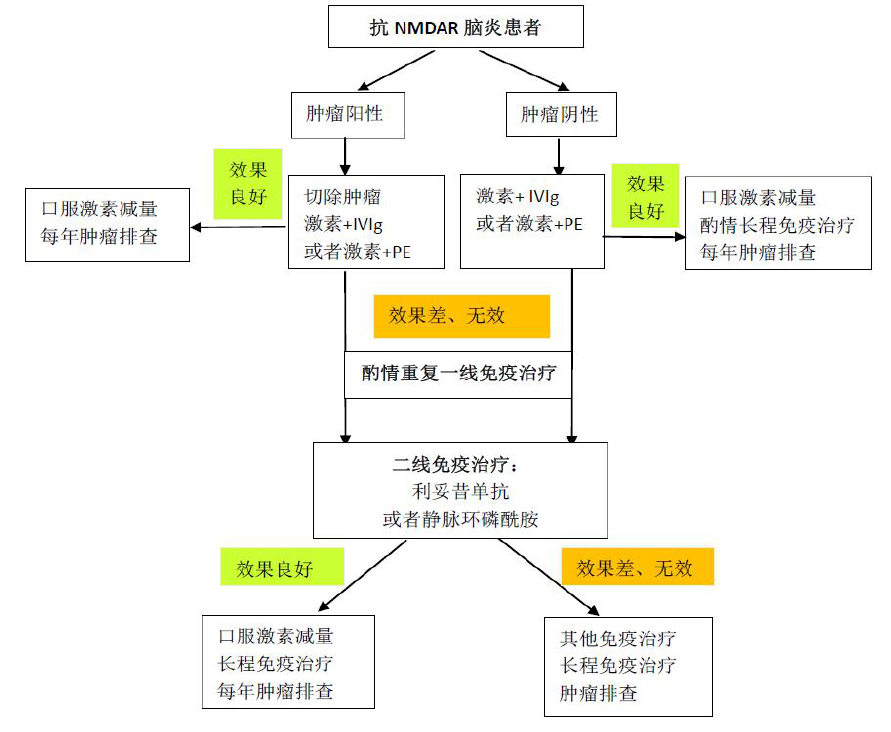 抗 NMDAR 脑炎患者
肿瘤阳性
肿瘤阴性
效果
良好
口服激素减量
每年肿瘤排查
切除肿瘤
激素+IVIg
或者激素+PE
激素+ IVIg
或者激素+PE
效果
良好
口服激素减量
酌情长程免疫治疗
每年肿瘤排查
效果差、无效
酌情重复一线免疫治疗
二线免疫治疗：
利妥昔单抗
或者静脉环磷酰胺
效果良好
效果差、无效
口服激素减量
长程免疫治疗
每年肿瘤排查
其他免疫治疗
长程免疫治疗
肿瘤排查